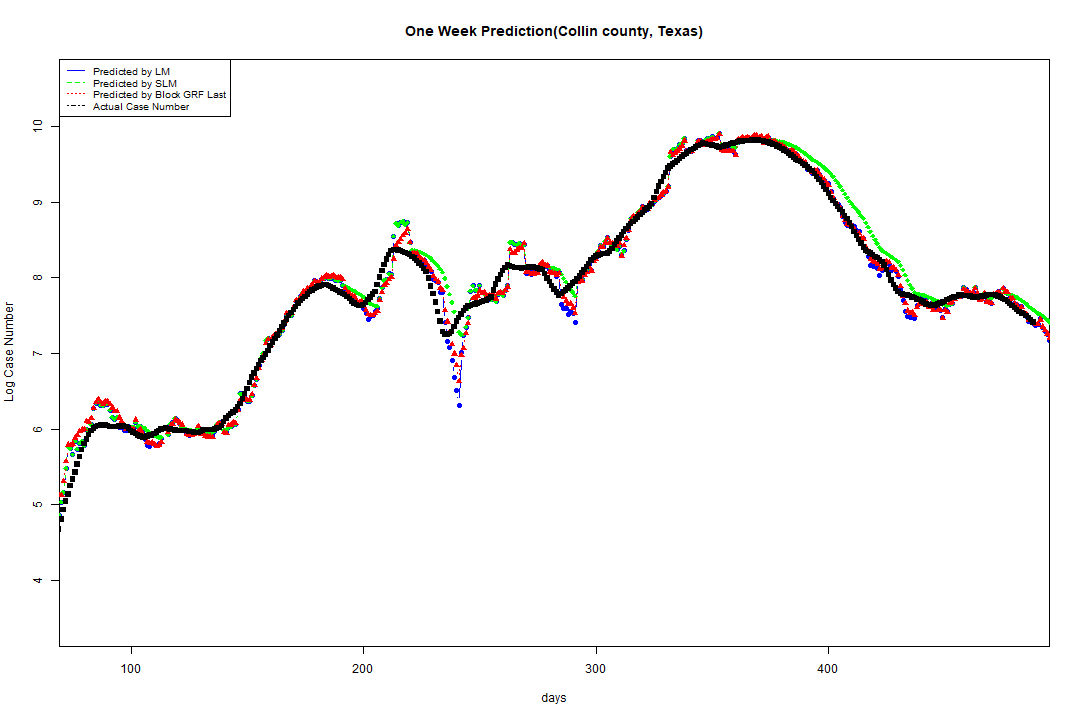 One Week Prediction(Collin county, Texas)
Predicted by LM
Predicted by SLM
Predicted by Block GRF Last
Actual Case Number
10
9
8
7
6
5
4
Log Case Number
100 200 300 400
days